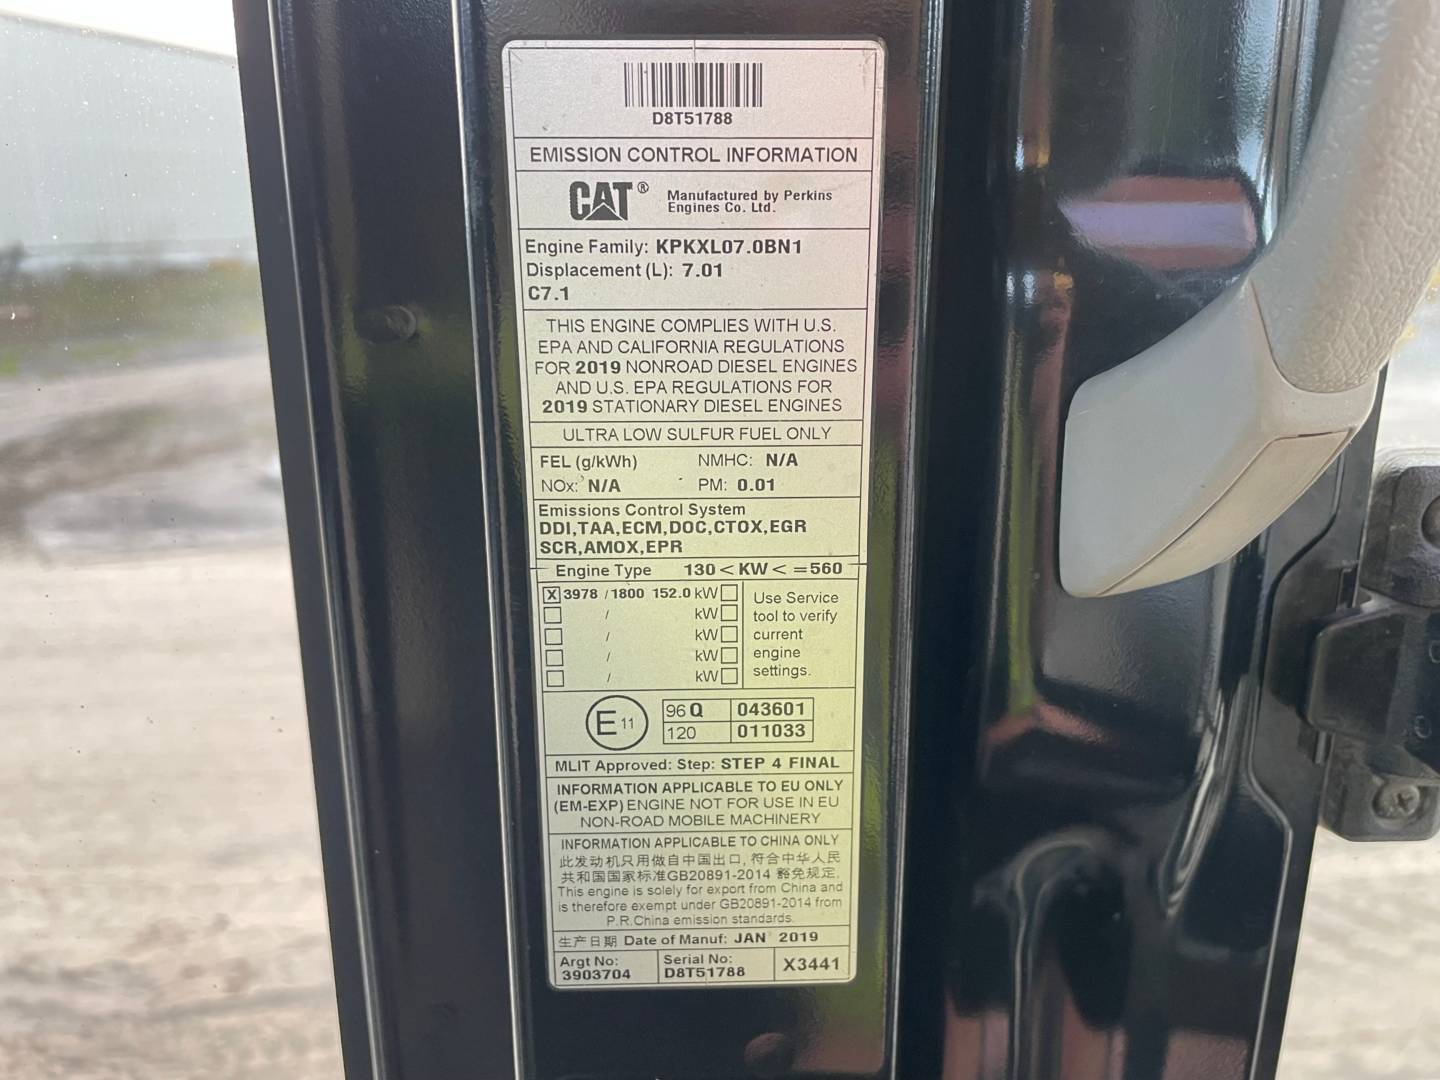 D8T51788
EMISSION CONTROL INFORMATION
CAT® Manufactured by Perkins
Engines Co. Ltd.
Engine Family: KPKXL07.0BN1
Displacement (L): 7.01
C7.1
THIS ENGINE COMPLIES WITH U.S.
EPA AND CALIFORNIA REGULATIONS
FOR 2019 NONROAD DIESEL ENGINES
AND U.S. EPA REGULATIONS FOR
2019 STATIONARY DIESEL ENGINES
ULTRA LOW SULFUR FUEL ONLY
FEL (g/kWh) NMHC: N/A
NOx: N/A PM: 0.01
Emissions Control System
DDI,TAA,ECM,DOC,CTOX,EGR
SCR,AMOX,EPR
Engine Type 130 < KW < =560
X 3978 / 1800 152.0 kW Use Service
/ kW tool to verify
/ kW current
/ kW engine
/ kW settings.
E 11 96 Q 043601
120 011033
MLIT Approved: Step: STEP 4 FINAL
INFORMATION APPLICABLE TO EU ONLY
(EM-EXP) ENGINE NOT FOR USE IN EU
NON-ROAD MOBILE MACHINERY
INFORMATION APPLICABLE TO CHINA ONLY
此发动机只用做自中国出口, 符合中华人民
共和国国家标准GB20891-2014 豁免规定.
This engine is solely for export from China and
is therefore exempt under GB20891-2014 from
P.R.China emission standards.
生产日期 Date of Manuf: JAN 2019
Argt No: Serial No:
3903704 D8T51788 X3441